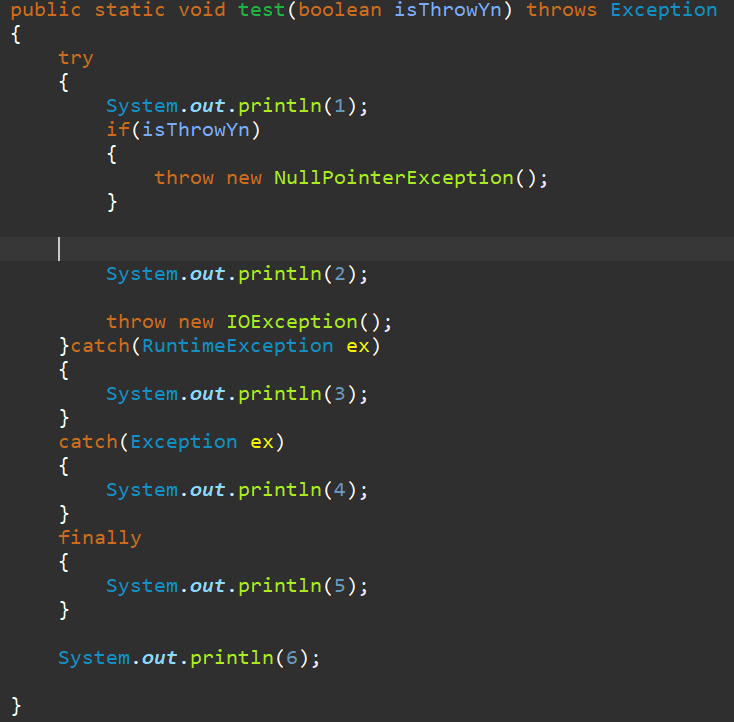 public static void test(boolean isThrowYn) throws Exception
{
    try
    {
        System.out.println(1);
        if(isThrowYn)
        {
            throw new NullPointerException();
        }

        System.out.println(2);

        throw new IOException();
    }catch(RuntimeException ex)
    {
        System.out.println(3);
    }
    catch(Exception ex)
    {
        System.out.println(4);
    }
    finally
    {
        System.out.println(5);
    }

    System.out.println(6);

}